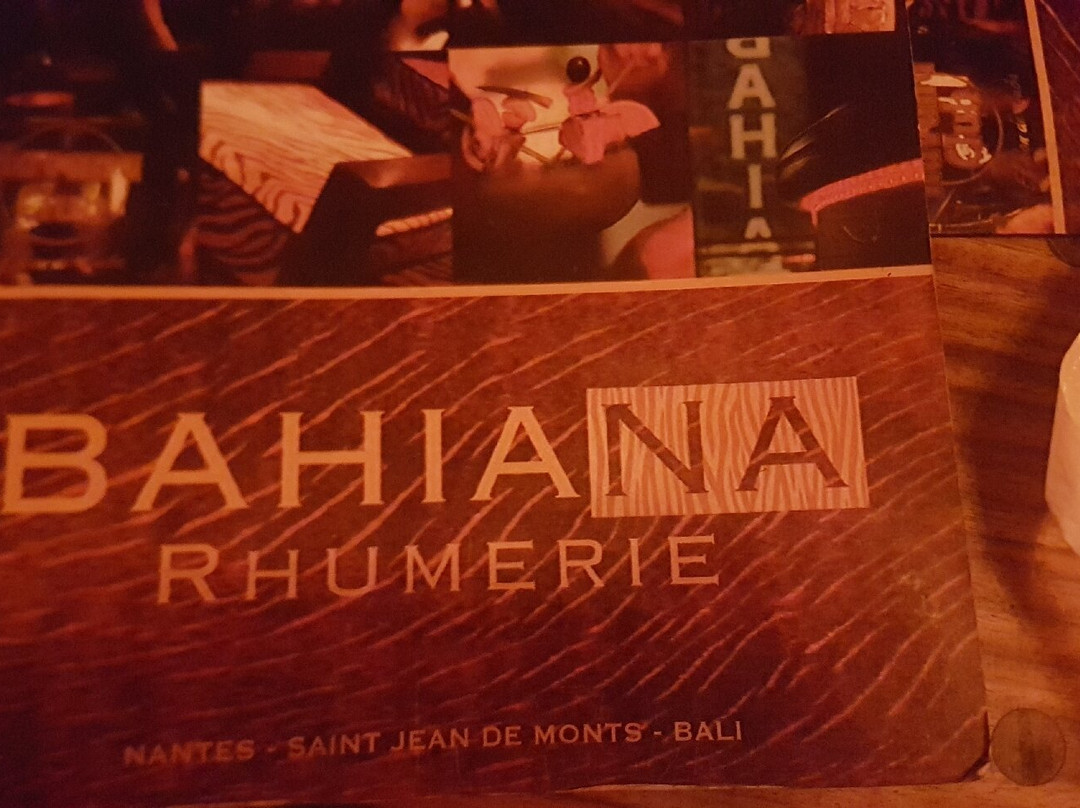 BAHIA
BAHIANA
RHUMERIE
NANTES - SAINT JEAN DE MONTS - BALI